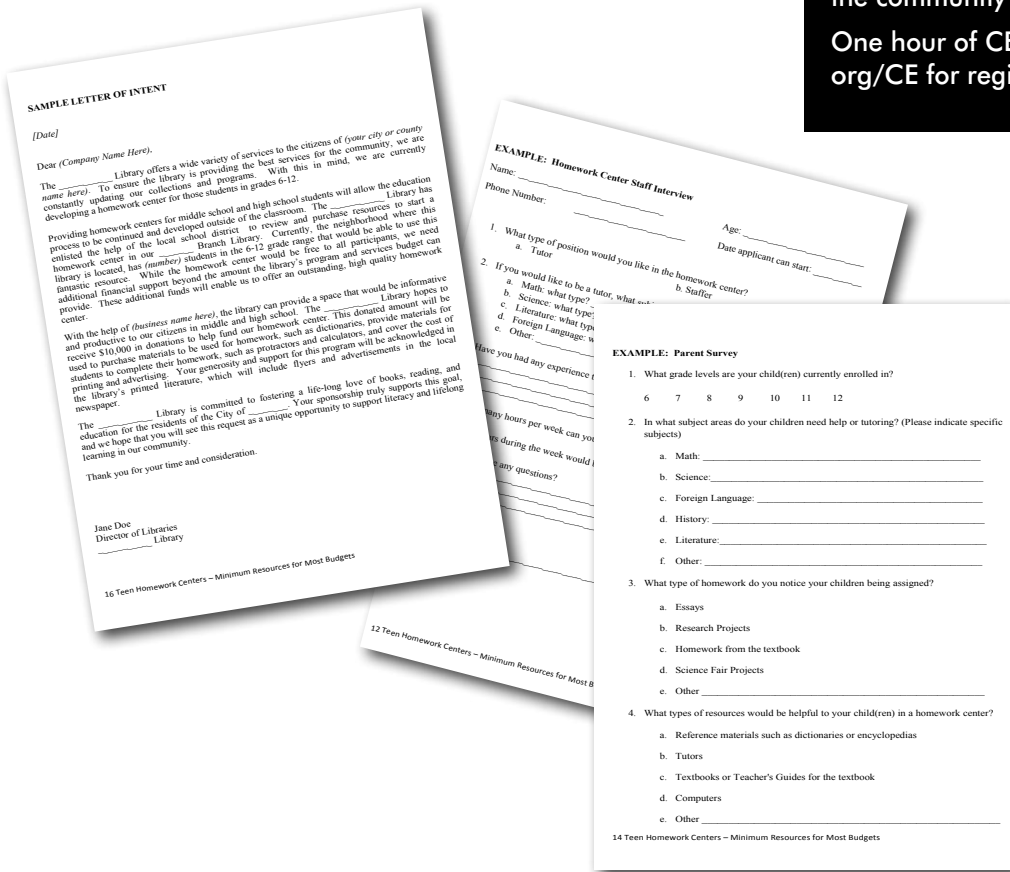 the community
One hour of CE
org/CE for regi
SAMPLE LETTER OF INTENT
[Date]
Dear (Company Name Here),
The ___________ Library offers a wide variety of services to the citizens of (your city or county
name here). To ensure the library is providing the best services for the community, we are
constantly updating our collections and programs. With this in mind, we are currently
developing a homework center for those students in grades 6-12.
Providing homework centers for middle school and high school students will allow the education
process to be continued and developed outside of the classroom. The __________ Library has
enlisted the help of the local school district to review and purchase resources to start a
homework center in our _______ Branch Library. Currently, the neighborhood where this
library is located, has (number) students in the 6-12 grade range that would be able to use this
fantastic resource. While the homework center would be free to all participants, we need
additional financial support beyond the amount the library's program and services budget can
provide. These additional funds will enable us to offer an outstanding, high quality homework
center.
With the help of (business name here), the library can provide a space that would be informative
and productive to our citizens in middle and high school. The __________ Library hopes to
receive $10,000 in donations to help fund our homework center. This donated amount will be
used to purchase materials to be used for homework, such as dictionaries, provide materials for
students to complete their homework, such as protractors and calculators, and cover the cost of
printing and advertising. Your generosity and support for this program will be acknowledged in
the library's printed literature, which will include flyers and advertisements in the local
newspaper.
The __________ Library is committed to fostering a life-long love of books, reading, and
education for the residents of the City of ________. Your sponsorship truly supports this goal,
and we hope that you will see this request as a unique opportunity to support literacy and lifelong
learning in our community.
Thank you for your time and consideration.
Jane Doe
Director of Libraries
__________ Library
16 Teen Homework Centers – Minimum Resources for Most Budgets
EXAMPLE: Homework Center Staff Interview
Name: ____________________________
Age: ______________
Phone Number: ______________________
Date applicant can start: _______
1. What type of position would you like in the homework center?
a. Tutor
b. Staffer
2. If you would like to be a tutor, what
a. Math: what type?
b. Science: what type?
c. Literature: what
d. Foreign Language:
e. Other:
Have you had any experience
hours per week can you
during the week would
any questions?
12 Teen Homework Centers – Minimum Resources for Most B
EXAMPLE: Parent Survey
1. What grade levels are your child(ren) currently enrolled in?
6 7 8 9 10 11 12
2. In what subject areas do your children need help or tutoring? (Please indicate specific
subjects)
a. Math: ____________________
b. Science:____________________
c. Foreign Language: ____________________
d. History: ____________________
e. Literature:____________________
f. Other: ____________________
3. What type of homework do you notice your children being assigned?
a. Essays
b. Research Projects
c. Homework from the textbook
d. Science Fair Projects
e. Other ____________________
4. What types of resources would be helpful to your child(ren) in a homework center?
a. Reference materials such as dictionaries or encyclopedias
b. Tutors
c. Textbooks or Teacher's Guides for the textbook
d. Computers
e. Other ____________________
14 Teen Homework Centers – Minimum Resources for Most Budgets